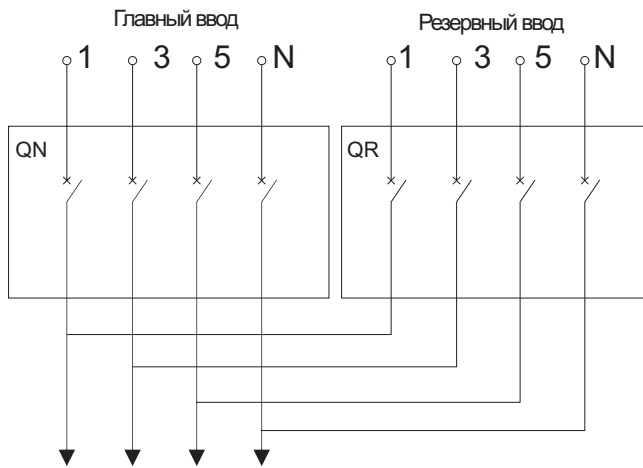 Главный ввод
Резервный ввод
1 3 5 N
1 3 5 N
QN
QR